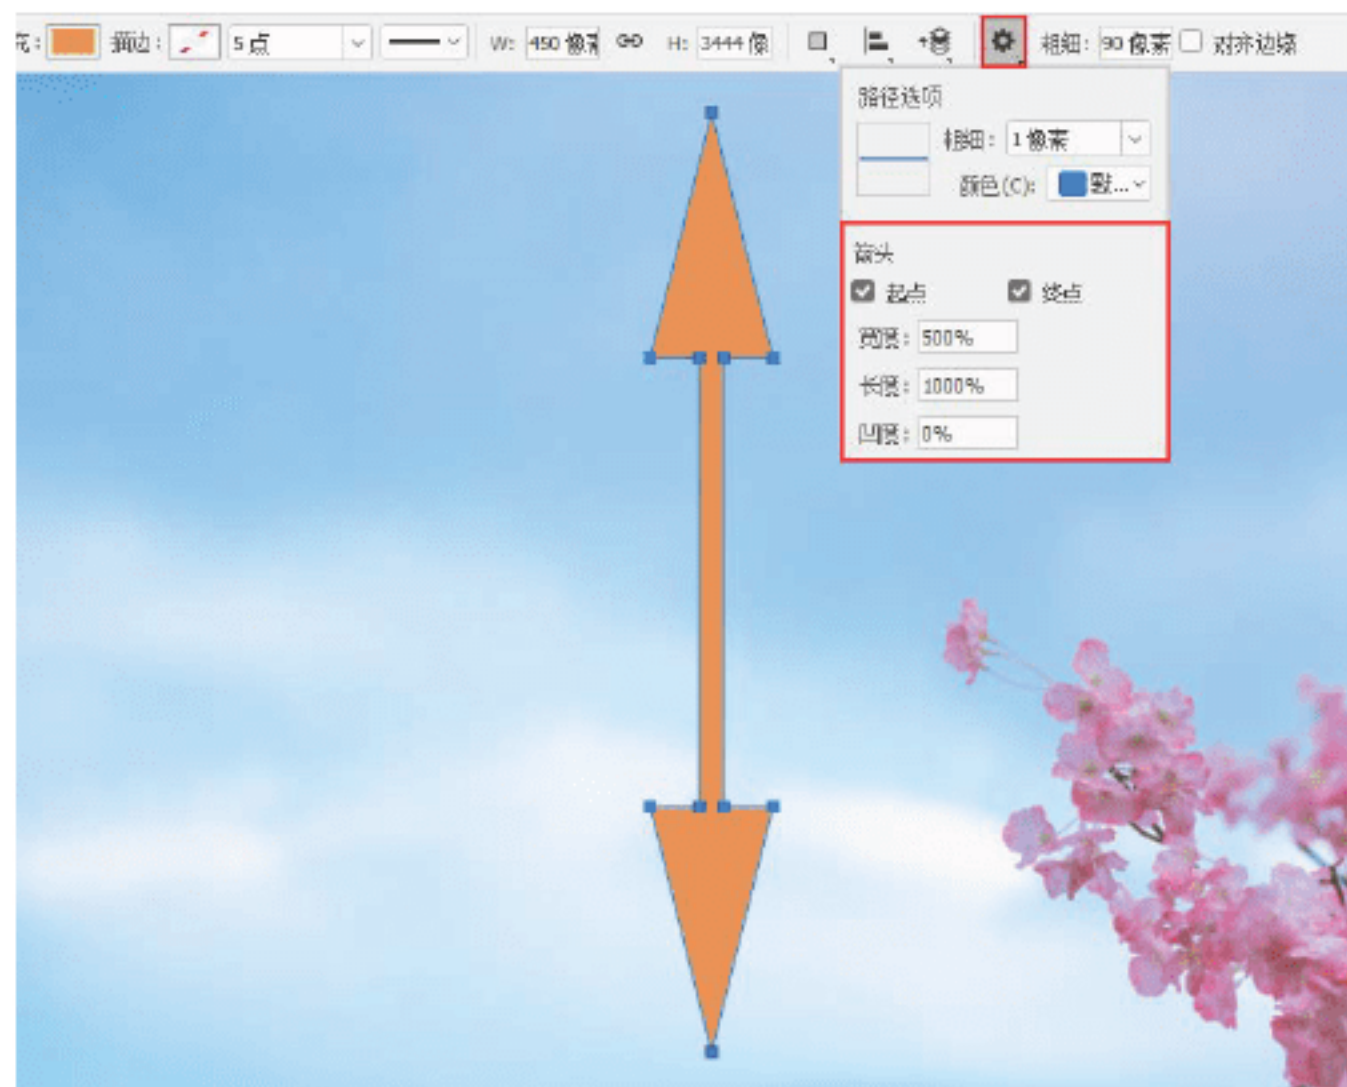 充: 描边: 5 点 W: 450 像素 H: 3444 像 粗细: 90 像素 对齐边缘
路径选项
粗细: 1 像素
颜色(C): 默...
箭头
起点 终点
宽度: 500%
长度: 1000%
凹度: 0%